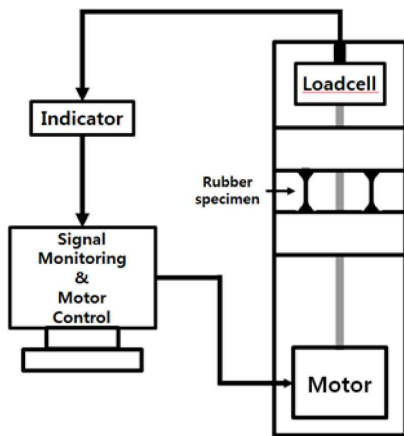 Loadcell
Indicator
Rubber
specimen
Signal
Monitoring
&
Motor
Control
Motor